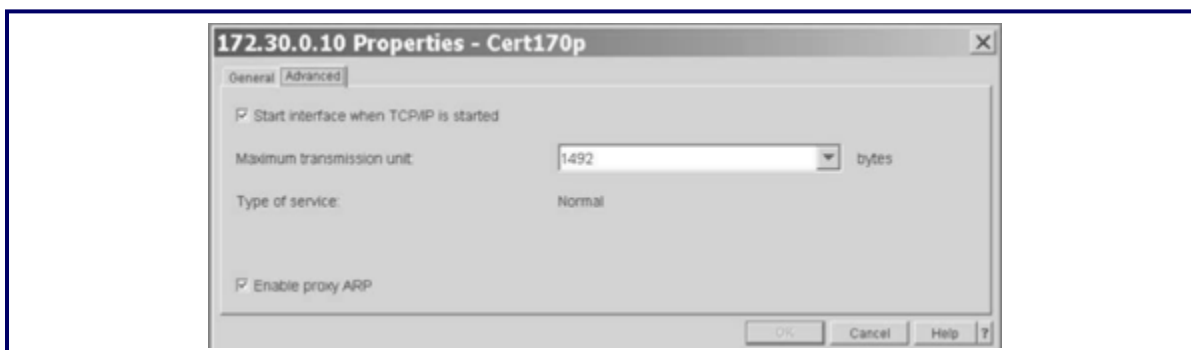 172.30.0.10 Properties - Cert170p
General Advanced
Start interface when TCP/IP is started
Maximum transmission unit: 1492 bytes
Type of service: Normal
Enable proxy ARP
OK Cancel Help ?